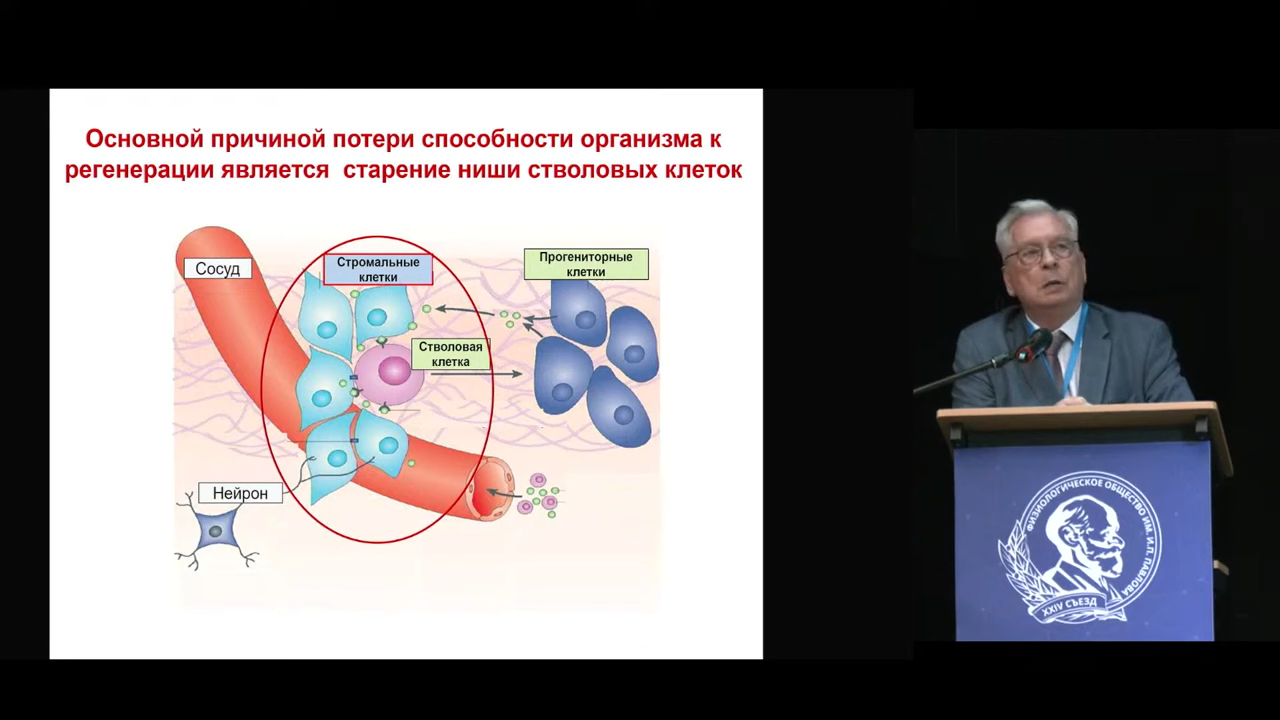 Основной причиной потери способности организма к
регенерации является старение ниши стволовых клеток
Сосуд
Стромальные
клетки
Прогениторные
клетки
Стволовая
клетка
Нейрон
ФИЗИОЛОГИЧЕСКОЕ ОБЩЕСТВО ИМ. И.П. ПАВЛОВА
XXIV СЪЕЗД